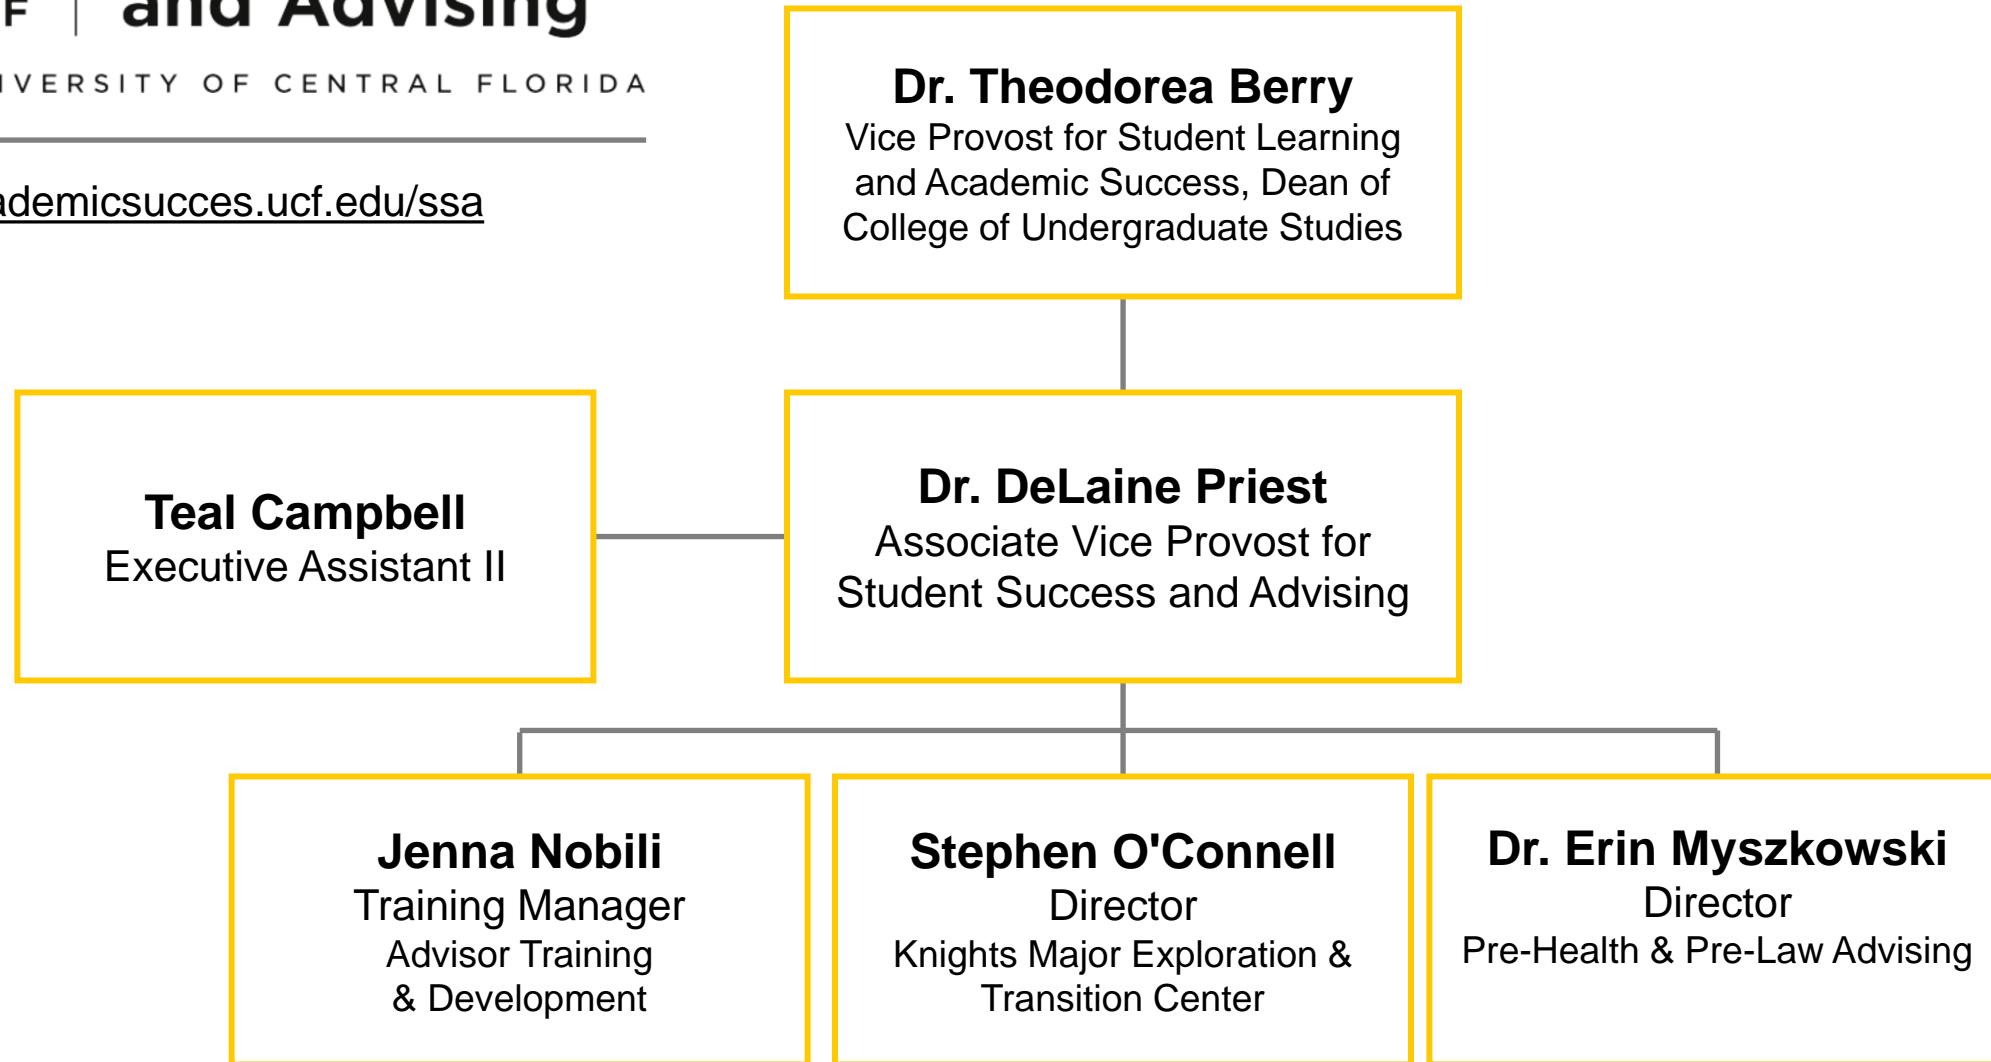 F | and Advising
IVERSITY OF CENTRAL FLORIDA
ademicsucces.ucf.edu/ssa
Dr. Theodorea Berry
Vice Provost for Student Learning
and Academic Success, Dean of
College of Undergraduate Studies
Teal Campbell
Executive Assistant II
Dr. DeLaine Priest
Associate Vice Provost for
Student Success and Advising
Jenna Nobili
Training Manager
Advisor Training
& Development
Stephen O'Connell
Director
Knights Major Exploration &
Transition Center
Dr. Erin Myszkowski
Director
Pre-Health & Pre-Law Advising